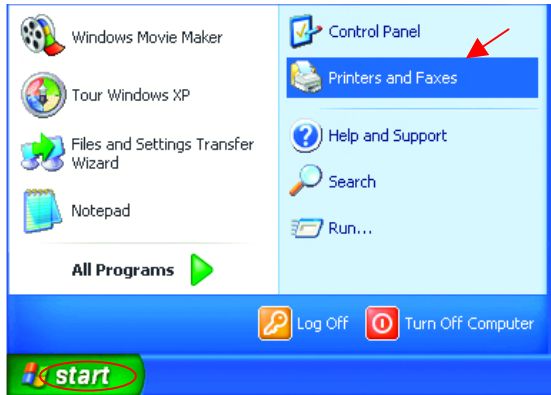 Windows Movie Maker
Tour Windows XP
Files and Settings Transfer
Wizard
Notepad
All Programs
Control Panel
Printers and Faxes
Help and Support
Search
Run...
Log Off
Turn Off Computer
start